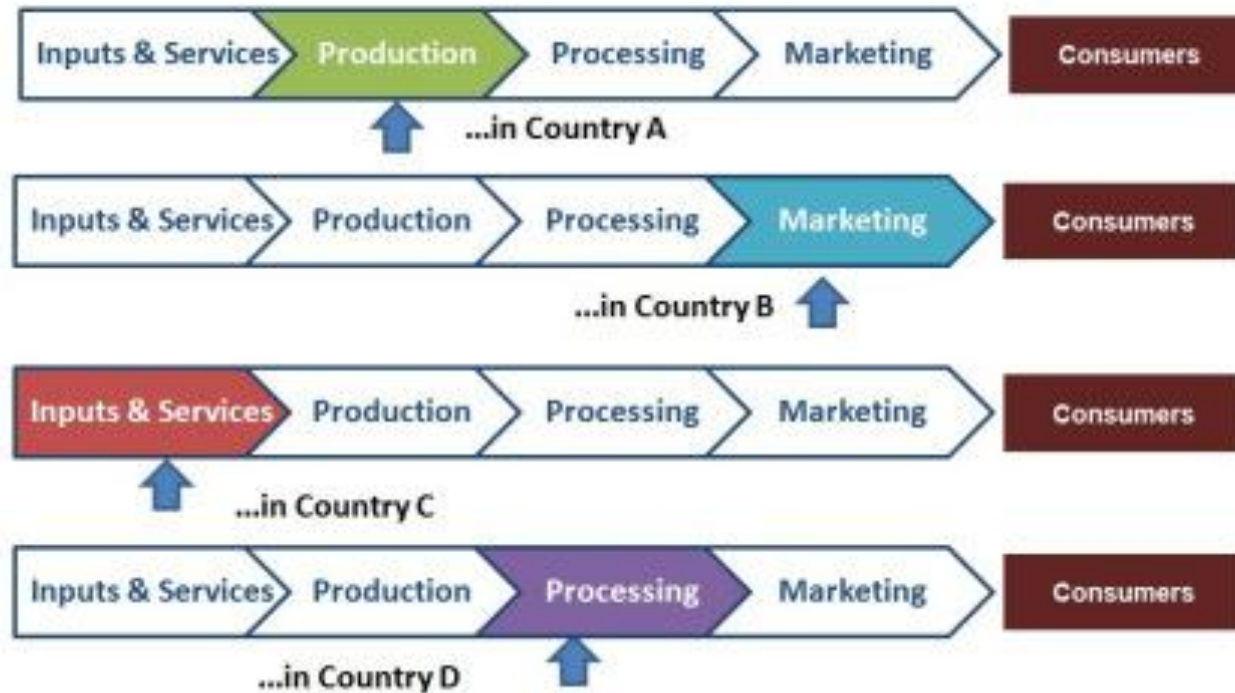 Inputs & Services Production Processing Marketing Consumers
...in Country A
Inputs & Services Production Processing Marketing Consumers
...in Country B
Inputs & Services Production Processing Marketing Consumers
...in Country C
Inputs & Services Production Processing Marketing Consumers
...in Country D